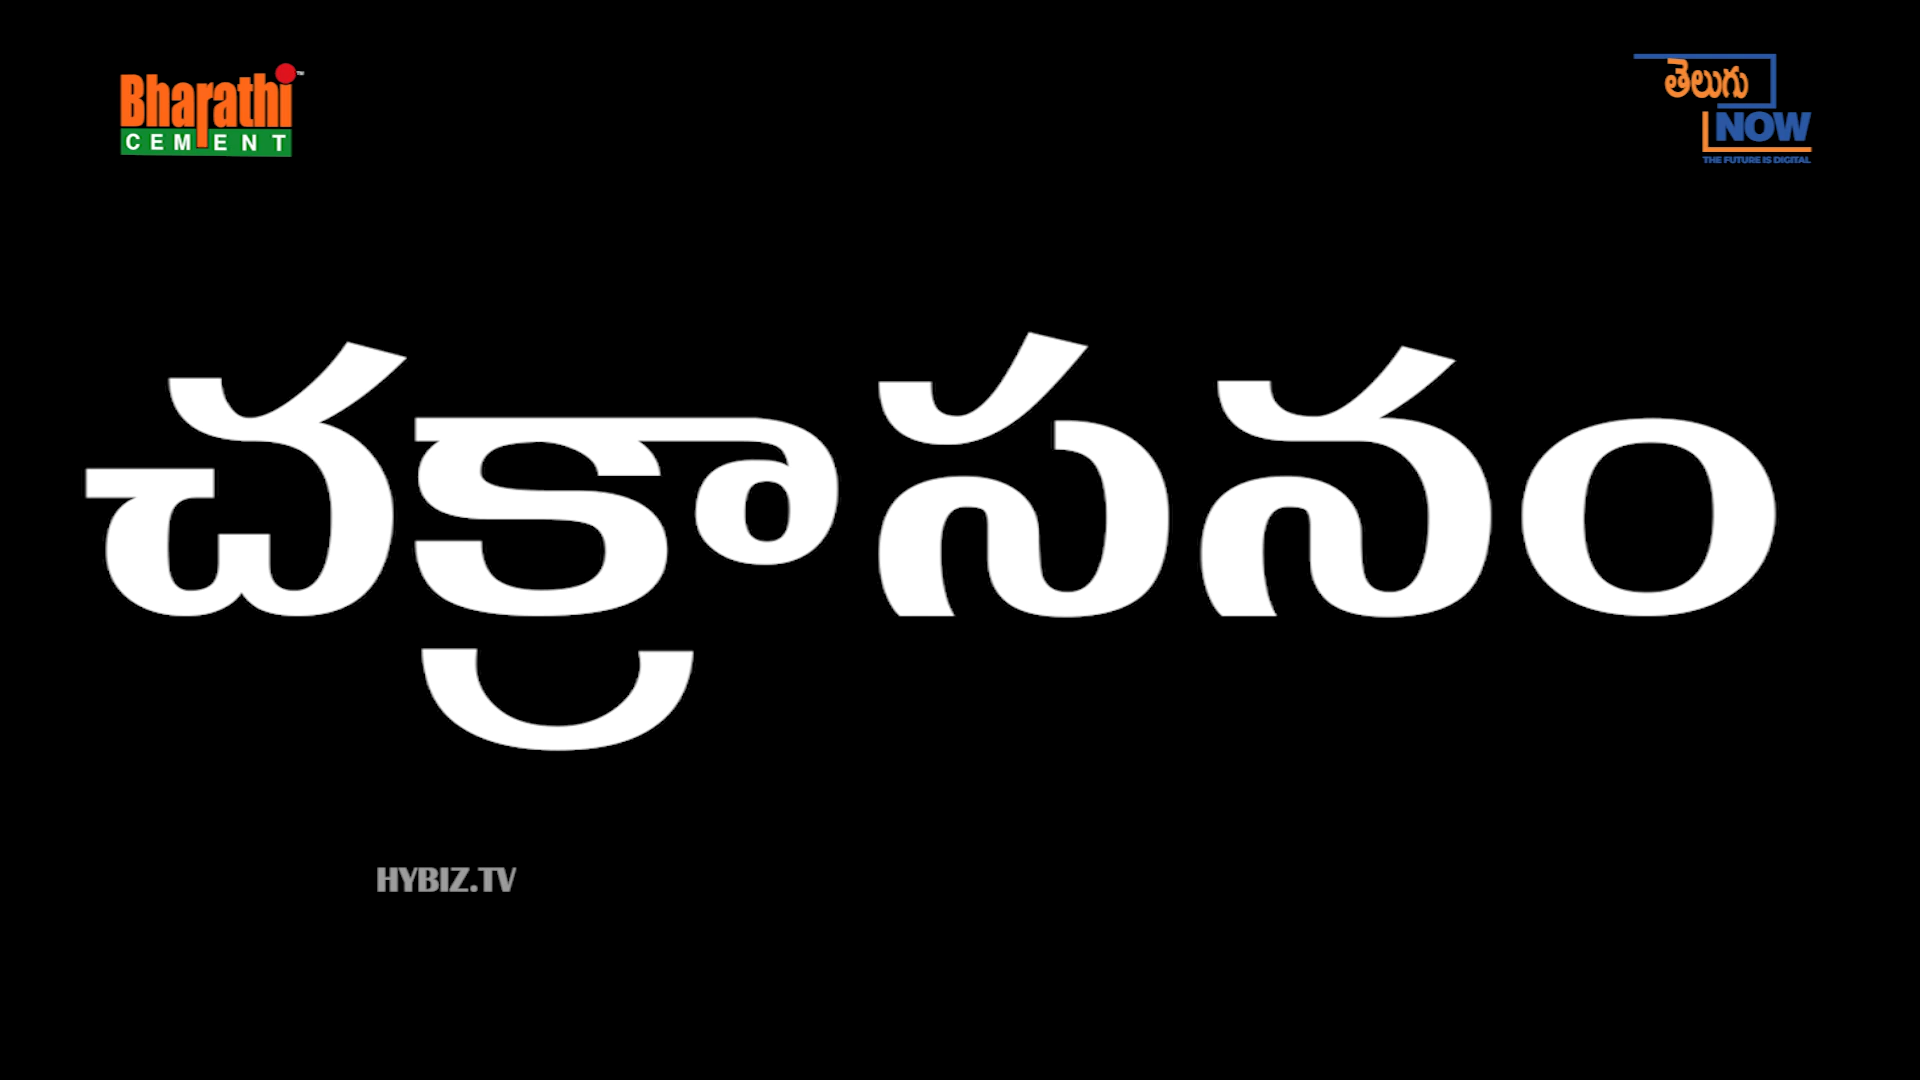 Bharathi
CEMENT
తెలుగు
NOW
THE FUTURE IS DIGITAL
చక్రాసనం
HYBIZ.TV